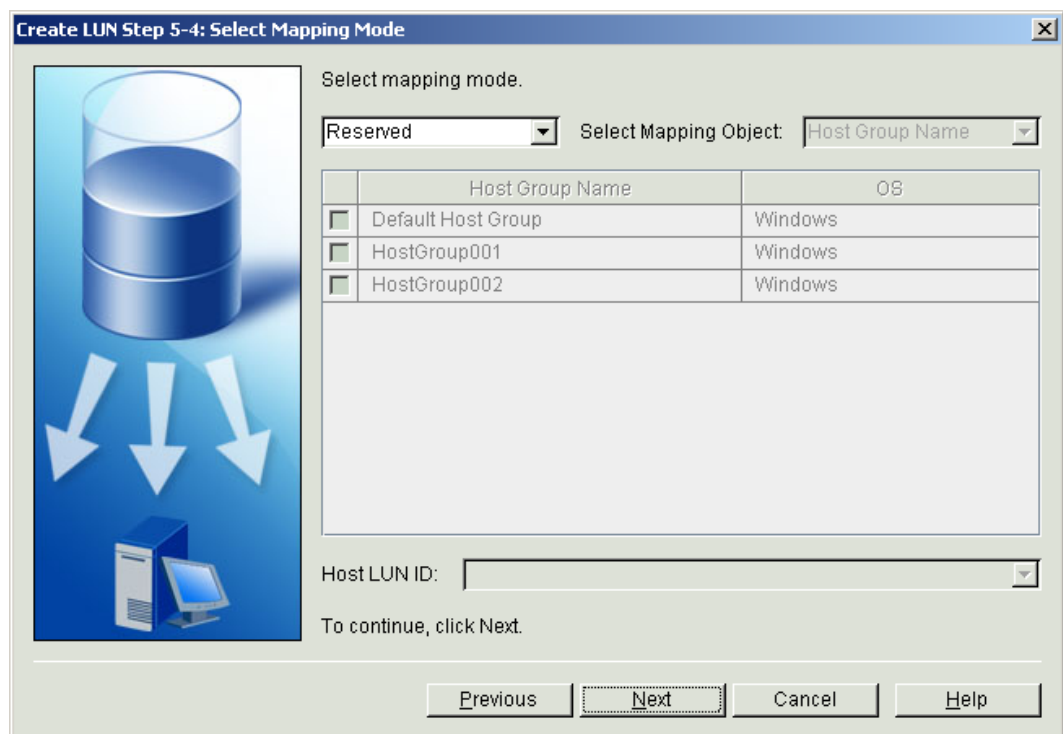 Create LUN Step 5-4: Select Mapping Mode
Select mapping mode.
Reserved Select Mapping Object: Host Group Name
Host Group Name OS
Default Host Group Windows
HostGroup001 Windows
HostGroup002 Windows
Host LUN ID:
To continue, click Next.
Previous Next Cancel Help